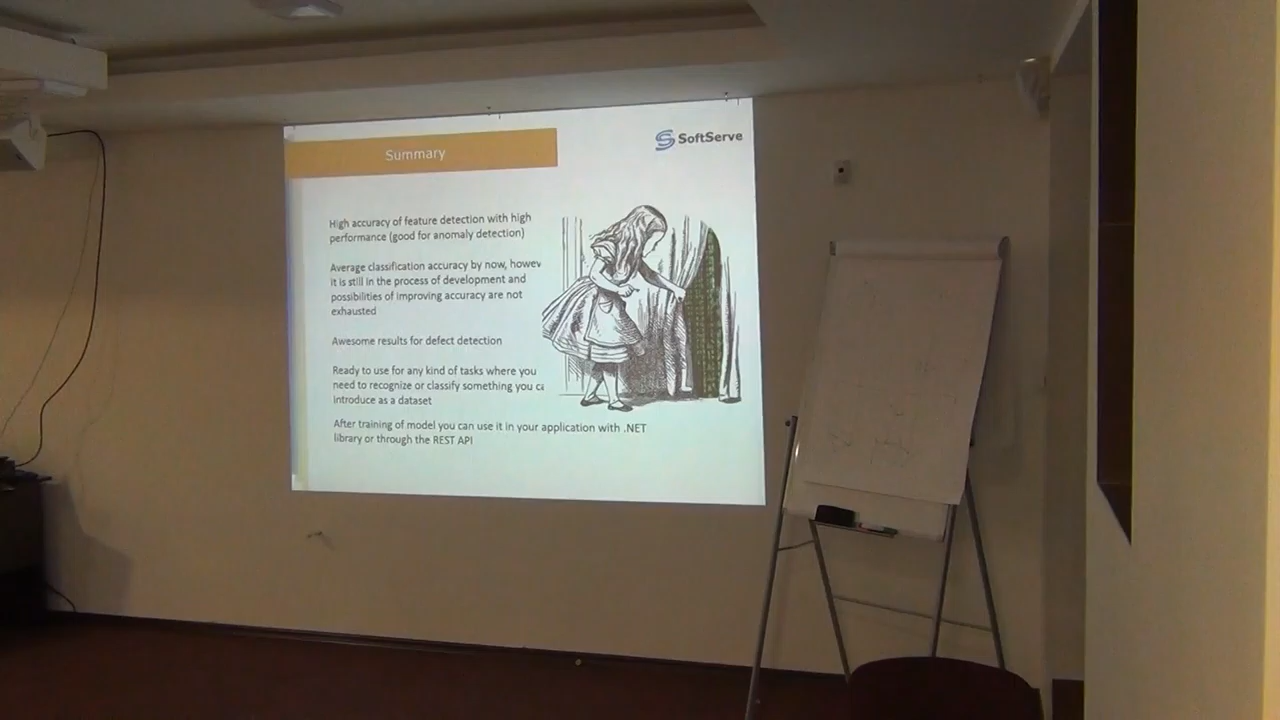 Summary
SoftServe
High accuracy of feature detection with high
performance (good for anomaly detection)
Average classification accuracy by now, howev
it is still in the process of development and
possibilities of improving accuracy are not
exhausted
Awesome results for defect detection
Ready to use for any kind of tasks where you
need to recognize or classify something you ca
introduce as a dataset
After training of model you can use it in your application with .NET
library or through the REST API